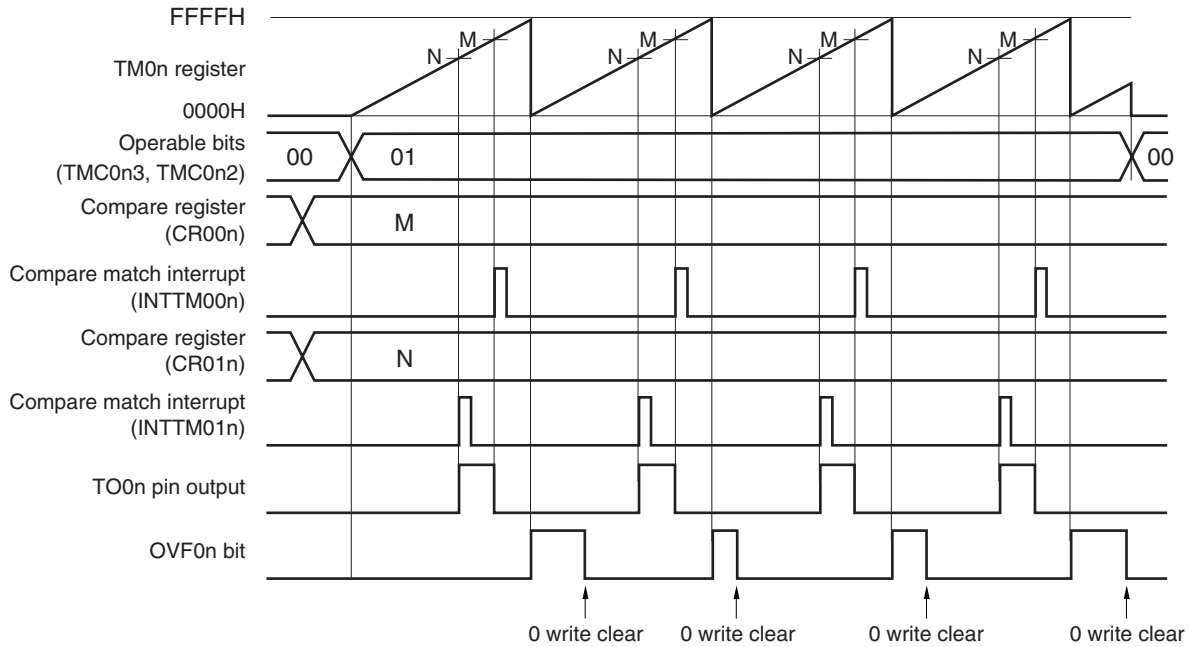 FFFFH
M
M
M
M
N
N
N
N
TM0n register
0000H
Operable bits
(TMC0n3, TMC0n2)
00
01
00
Compare register
(CR00n)
M
Compare match interrupt
(INTTM00n)
Compare register
(CR01n)
N
Compare match interrupt
(INTTM01n)
TO0n pin output
OVF0n bit
0 write clear
0 write clear
0 write clear
0 write clear